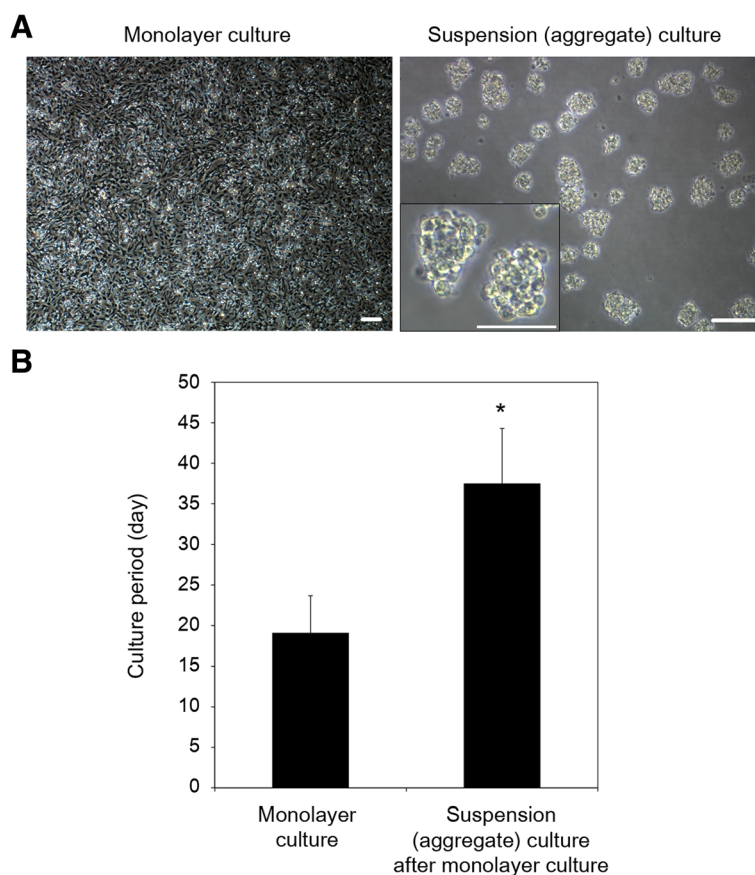 A
Monolayer culture
Suspension (aggregate) culture
B
50
45
40
35
30
25
20
15
10
5
0
Culture period (day)
*
Monolayer
culture
Suspension
(aggregate) culture
after monolayer culture